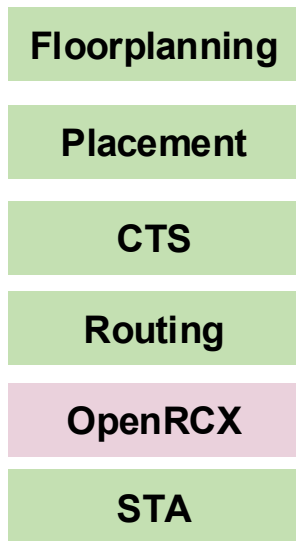 Floorplanning
Placement
CTS
Routing
OpenRCX
STA